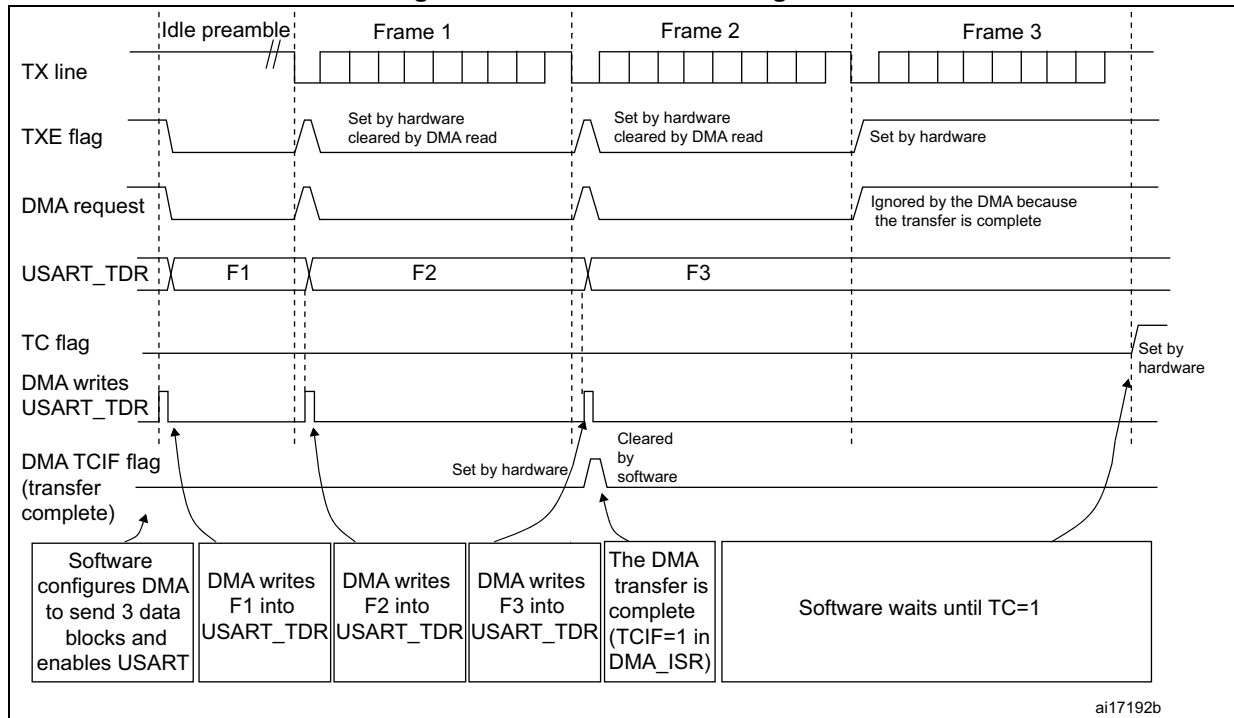 Idle preamble
Frame 1
Frame 2
Frame 3
TX line
TXE flag
Set by hardware
cleared by DMA read
Set by hardware
cleared by DMA read
Set by hardware
DMA request
Ignored by the DMA because
the transfer is complete
USART_TDR
F1
F2
F3
TC flag
Set by
hardware
DMA writes
USART_TDR
DMA TCIF flag
(transfer
complete)
Set by hardware
Cleared
by
software
Software
configures DMA
to send 3 data
blocks and
enables USART
DMA writes
F1 into
USART_TDR
DMA writes
F2 into
USART_TDR
DMA writes
F3 into
USART_TDR
The DMA
transfer is
complete
(TCIF=1 in
DMA_ISR)
Software waits until TC=1
ai17192b